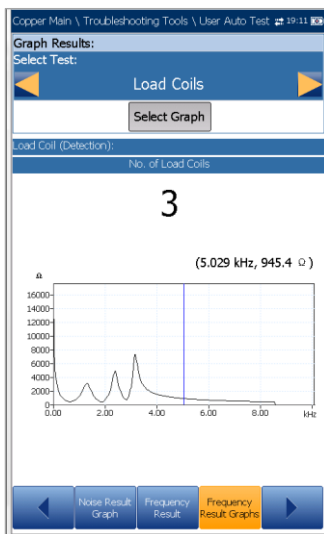 Copper Main \ Troubleshooting Tools \ User Auto Test 19:11
Graph Results:
Select Test:
Load Coils
Select Graph
Load Coil (Detection):
No. of Load Coils
3
(5.029 kHz, 945.4 Ω)
Ω
16000
14000
12000
10000
8000
6000
4000
2000
0
0.00 2.00 4.00 6.00 8.00 kHz
Noise Result Graph Frequency Result Frequency Result Graphs